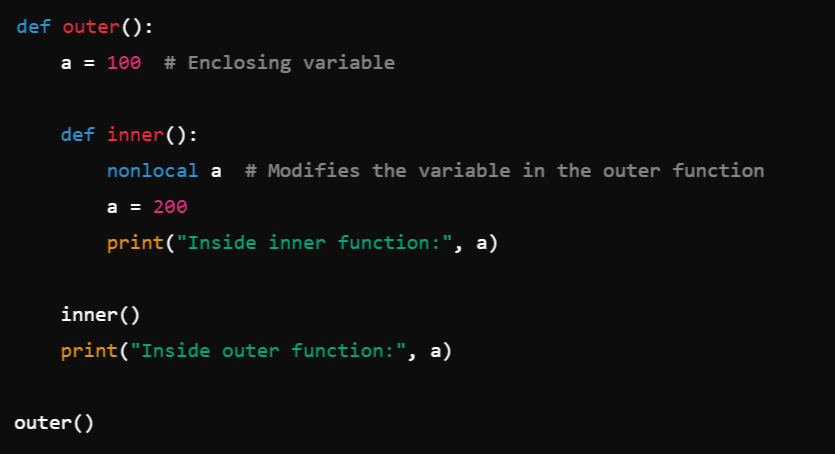 def outer():
    a = 100  # Enclosing variable
    def inner():
        nonlocal a  # Modifies the variable in the outer function
        a = 200
        print("Inside inner function:", a)
    inner()
    print("Inside outer function:", a)
outer()